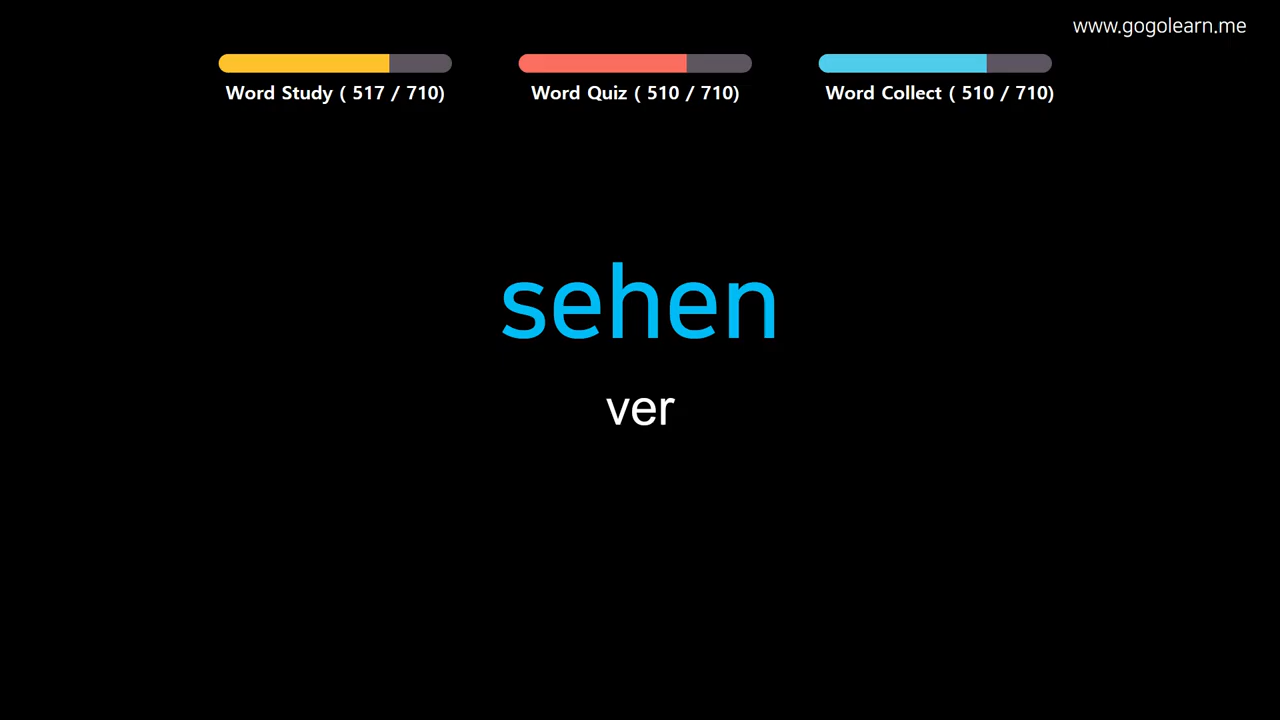 www.gogolearn.me
Word Study ( 517 / 710)
Word Quiz ( 510 / 710)
Word Collect ( 510 / 710)
sehen
ver